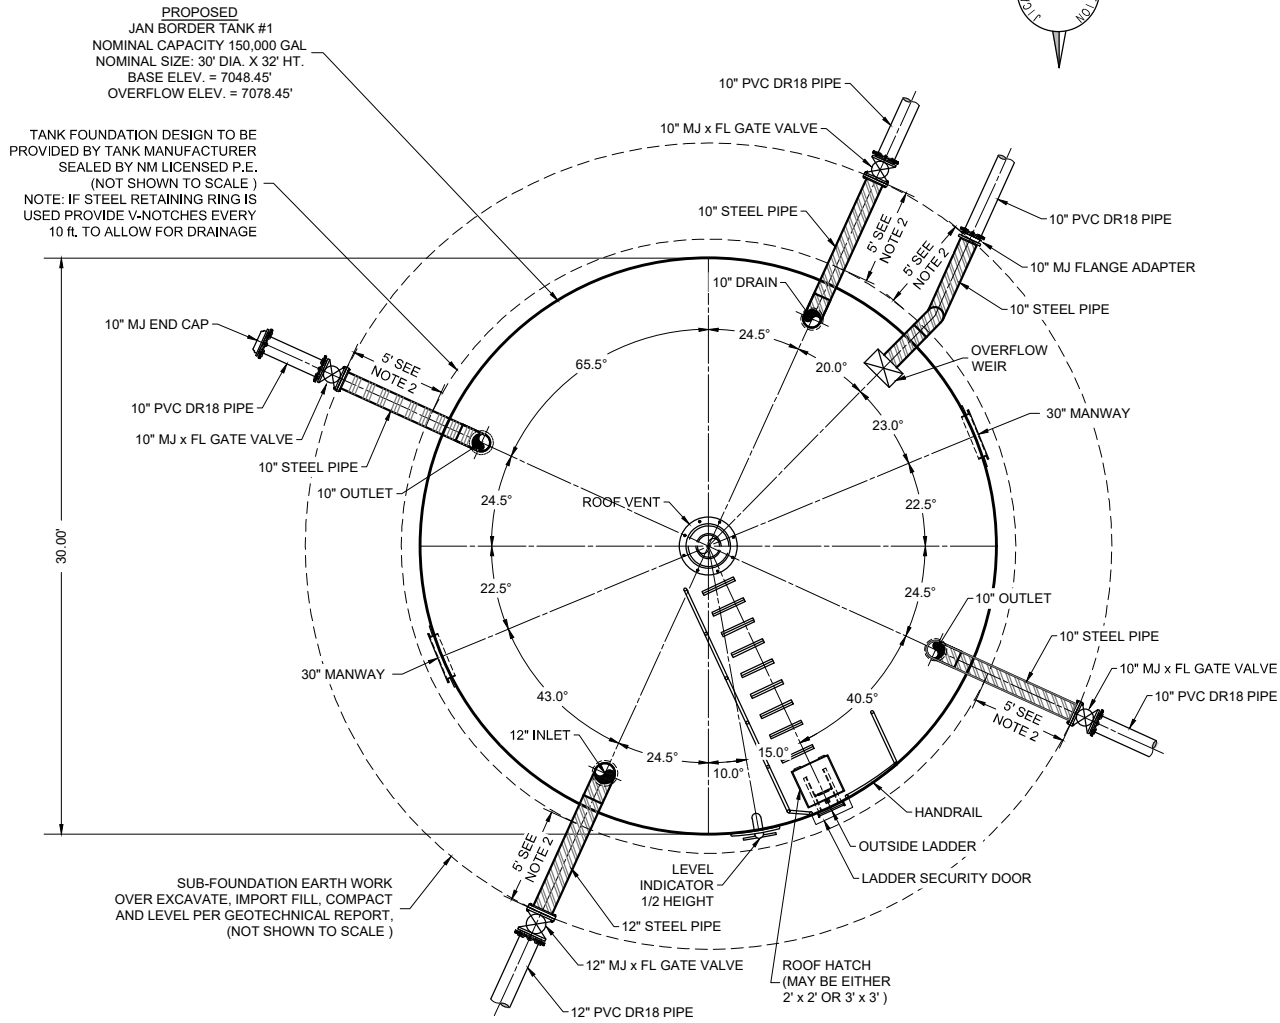 PROPOSED
JAN BORDER TANK #1
NOMINAL CAPACITY 150,000 GAL
NOMINAL SIZE: 30' DIA. X 32' HT.
BASE ELEV. = 7048.45'
OVERFLOW ELEV. = 7078.45'
TANK FOUNDATION DESIGN TO BE
PROVIDED BY TANK MANUFACTURER
SEALED BY NM LICENSED P.E.
(NOT SHOWN TO SCALE )
NOTE: IF STEEL RETAINING RING IS
USED PROVIDE V-NOTCHES EVERY
10 ft. TO ALLOW FOR DRAINAGE
10" PVC DR18 PIPE
10" MJ x FL GATE VALVE
10" STEEL PIPE
5' SEE
NOTE 2
5' SEE
NOTE 2
10" PVC DR18 PIPE
10" MJ FLANGE ADAPTER
10" STEEL PIPE
10" DRAIN
OVERFLOW
WEIR
30" MANWAY
10" MJ END CAP
5' SEE
NOTE 2
10" PVC DR18 PIPE
10" MJ x FL GATE VALVE
10" STEEL PIPE
10" OUTLET
65.5°
24.5°
20.0°
23.0°
22.5°
24.5°
ROOF VENT
30.00'
24.5°
22.5°
43.0°
24.5°
10.0°
15.0°
40.5°
10" OUTLET
10" STEEL PIPE
10" MJ x FL GATE VALVE
10" PVC DR18 PIPE
5' SEE
NOTE 2
30" MANWAY
12" INLET
5' SEE
NOTE 2
HANDRAIL
OUTSIDE LADDER
LADDER SECURITY DOOR
LEVEL
INDICATOR
1/2 HEIGHT
SUB-FOUNDATION EARTH WORK
OVER EXCAVATE, IMPORT FILL, COMPACT
AND LEVEL PER GEOTECHNICAL REPORT,
(NOT SHOWN TO SCALE )
12" STEEL PIPE
12" MJ x FL GATE VALVE
12" PVC DR18 PIPE
ROOF HATCH
(MAY BE EITHER
2' x 2' OR 3' x 3' )